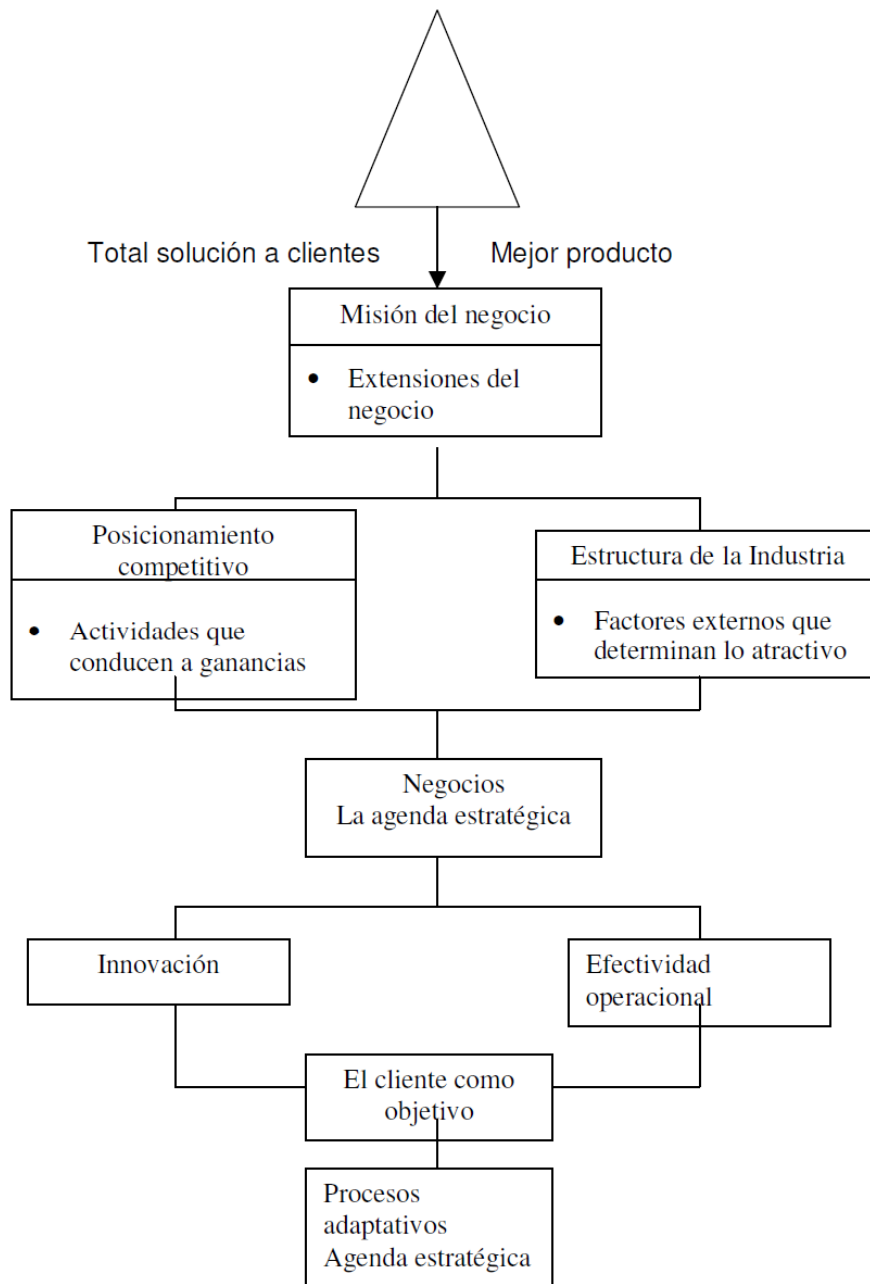 Total solución a clientes
Mejor producto
Misión del negocio
• Extensiones del
negocio
Posicionamiento
competitivo
• Actividades que
conducen a ganancias
Estructura de la Industria
• Factores externos que
determinan lo atractivo
Negocios
La agenda estratégica
Innovación
Efectividad
operacional
El cliente como
objetivo
Procesos
adaptativos
Agenda estratégica